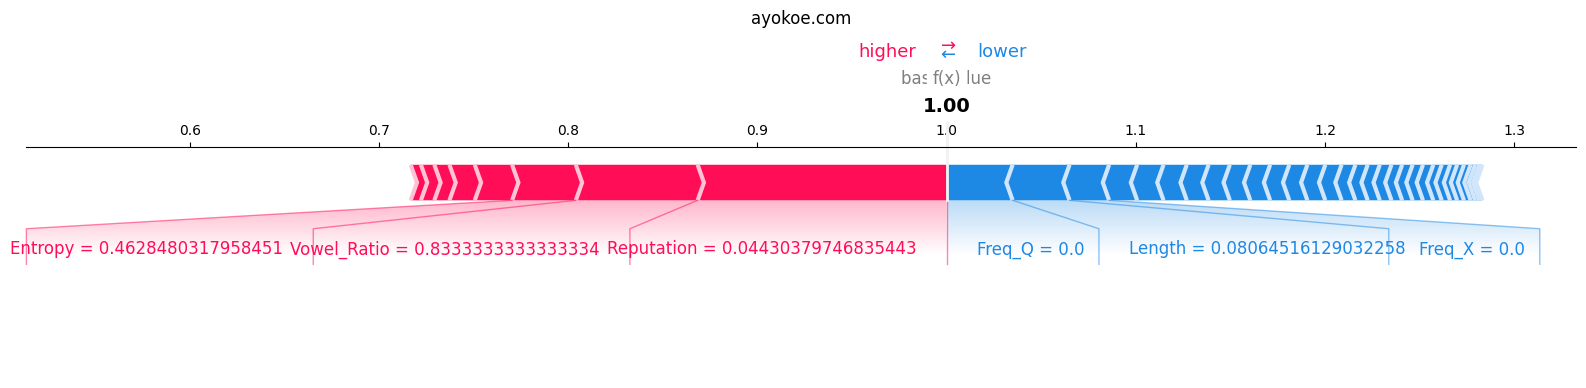 ayokoe.com
higher → lower
←
bas f(x) lue
1.00
0.6 0.7 0.8 0.9 1.0 1.1 1.2 1.3
Entropy = 0.4628480317958451 Vowel_Ratio = 0.8333333333333334 Reputation = 0.04430379746835443 Freq_Q = 0.0 Length = 0.08064516129032258 Freq_X = 0.0